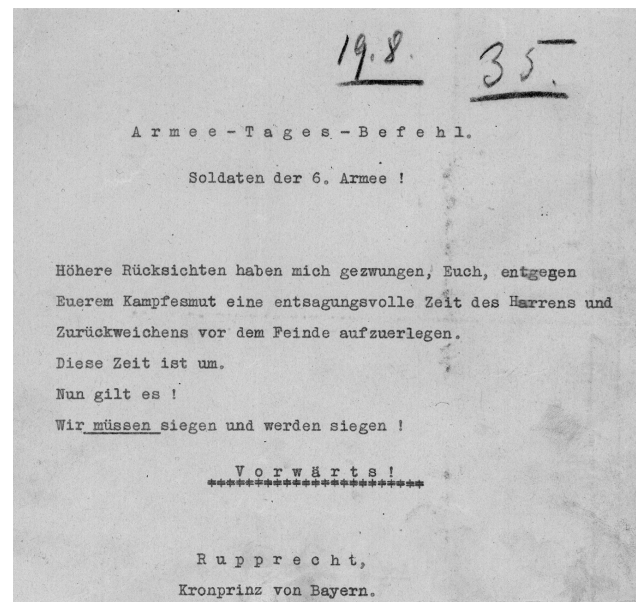 19.8. 35.
Armee-Tages-Befehl.
Soldaten der 6. Armee !
Höhere Rücksichten haben mich gezwungen, Euch, entgegen
Euerem Kampfesmut eine entsagungsvolle Zeit des Harrens und
Zurückweichens vor dem Feinde aufzuerlegen.
Diese Zeit ist um.
Nun gilt es !
Wir müssen siegen und werden siegen !
Vorwärts!
Rupprecht,
Kronprinz von Bayern.